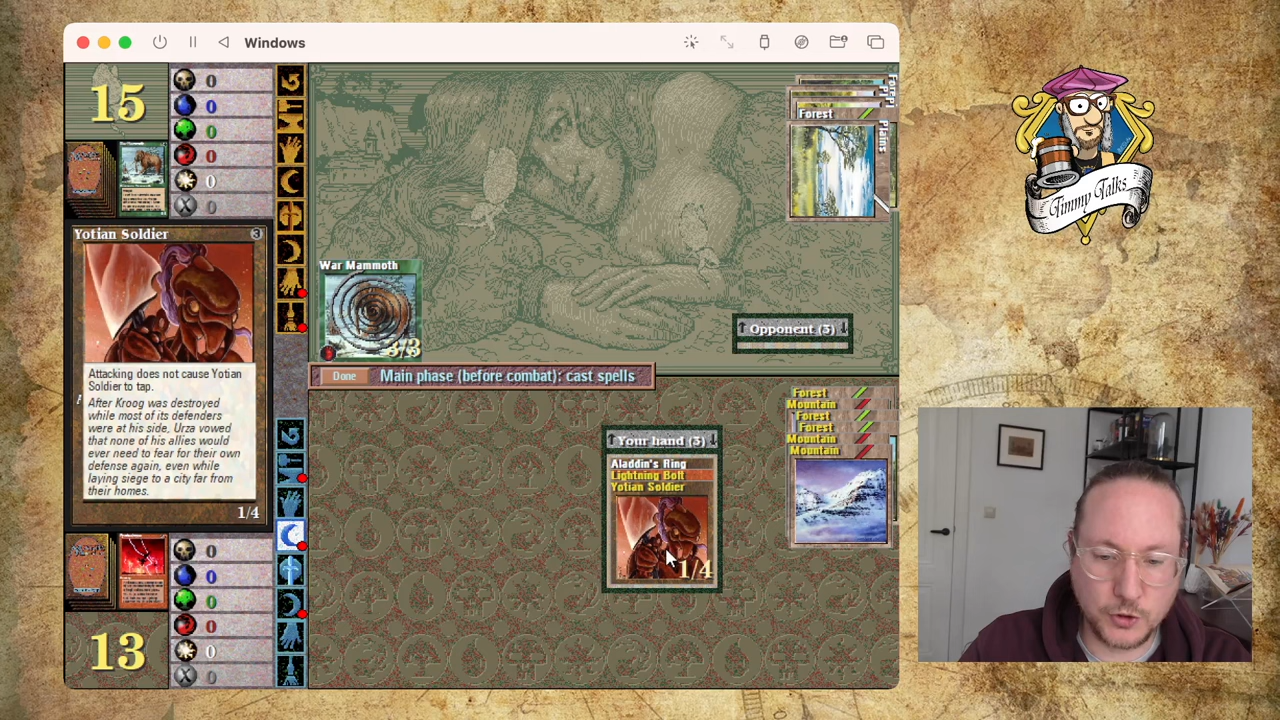 Windows
15
0
0
0
0
0
0
Yotian Soldier 3
Attacking does not cause Yotian
Soldier to tap.
After Kroog was destroyed
while most of its defenders
were at his side, Urza vowed
that none of his allies would
ever need to fear for their own
defense again, even while
laying siege to a city far from
their homes.
1/4
0
0
0
0
0
0
13
Forest
Plains
War Mammoth
3/3
Opponent (3)
Done
Main phase (before combat): cast spells
Your hand (3)
Aladdin's Ring
Lightning Bolt
Yotian Soldier
1/4
Forest
Mountain
Forest
Forest
Mountain
Mountain
Timmy Talks